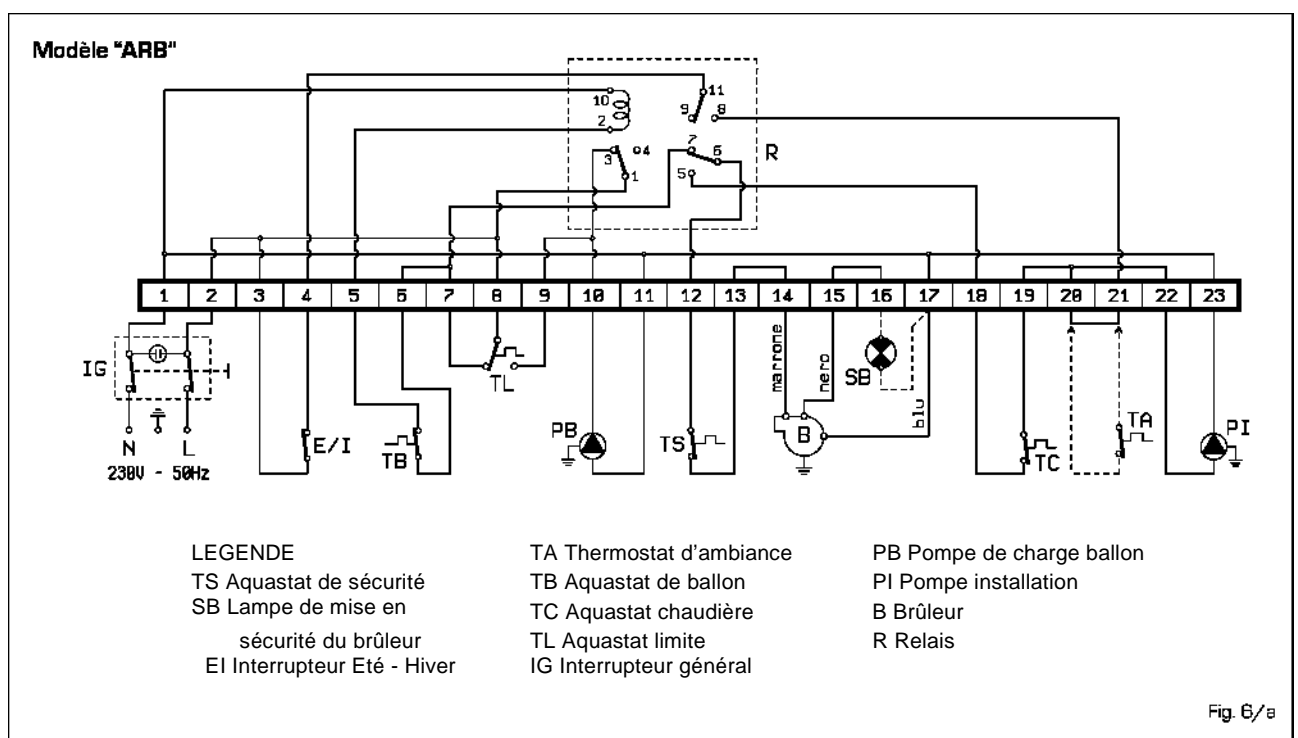 Modèle "ARB"
10
11
9
8
2
7
6
3
4
R
1
5
1 2 3 4 5 6 7 8 9 10 11 12 13 14 15 16 17 18 19 20 21 22 23
marrone
nero
blu
IG
TL
SB
N
L
E/I
TB
PB
TS
B
TC
TA
PI
230V - 50Hz
LEGENDE
TS Aquastat de sécurité
SB Lampe de mise en
sécurité du brûleur
EI Interrupteur Eté - Hiver
TA Thermostat d'ambiance
TB Aquastat de ballon
TC Aquastat chaudière
TL Aquastat limite
IG Interrupteur général
PB Pompe de charge ballon
PI Pompe installation
B Brûleur
R Relais
Fig. 6/a